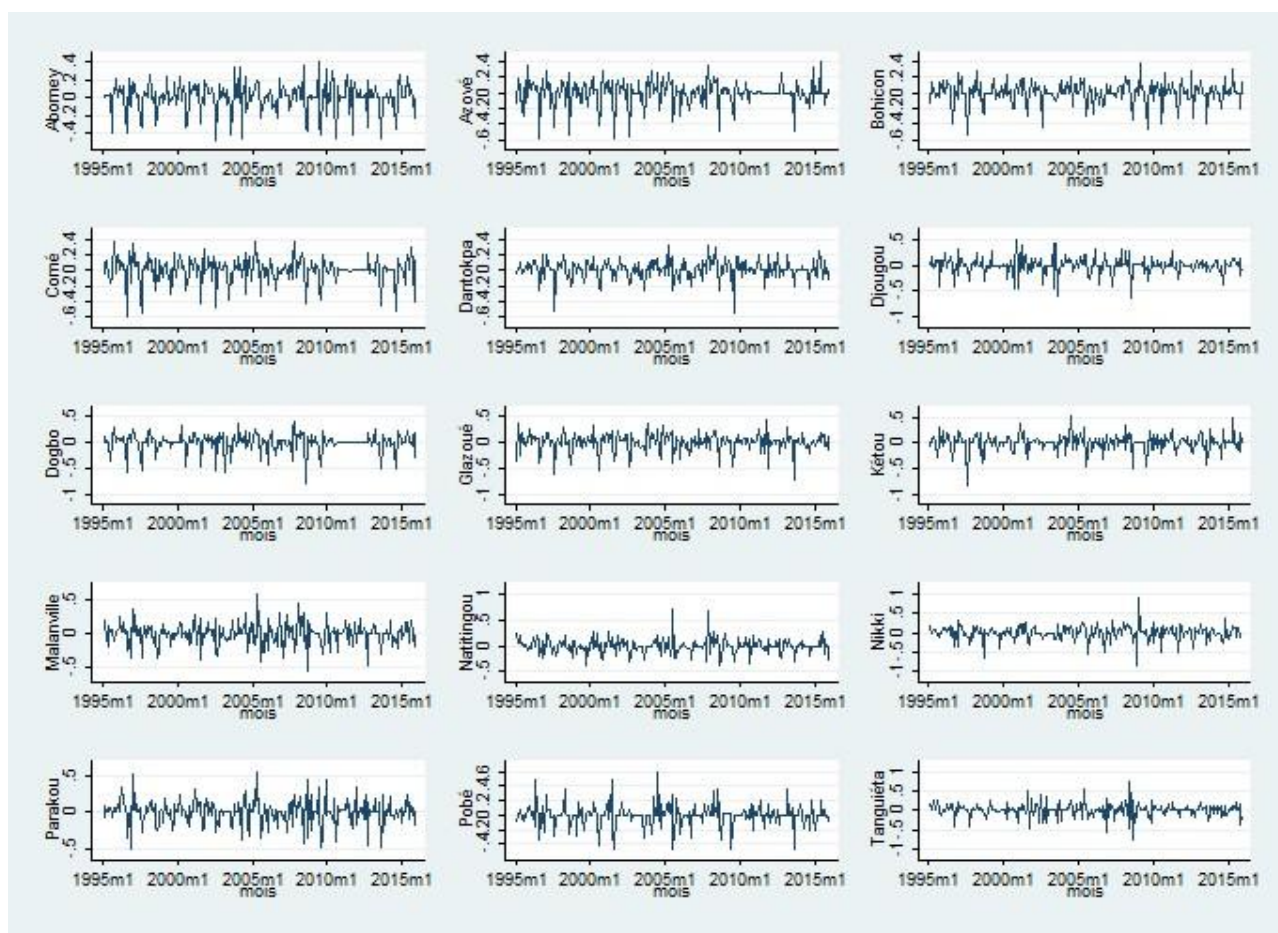 Abomey
-.4.20 .2.4
1995m1 2000m1 2005m1 2010m1 2015m1
mois
Azové
-.6.4.20 .2.4
1995m1 2000m1 2005m1 2010m1 2015m1
mois
Bohicon
-.6.4.20 .2.4
1995m1 2000m1 2005m1 2010m1 2015m1
mois
Comé
-.6.4.20 .2.4
1995m1 2000m1 2005m1 2010m1 2015m1
mois
Dantokpa
-.6.4.20 .2.4
1995m1 2000m1 2005m1 2010m1 2015m1
mois
Djougou
-1 -.5 0 .5
1995m1 2000m1 2005m1 2010m1 2015m1
mois
Dogbo
-1 -.5 0 .5
1995m1 2000m1 2005m1 2010m1 2015m1
mois
Glazoué
-1 -.5 0 .5
1995m1 2000m1 2005m1 2010m1 2015m1
mois
Kétou
-1 -.5 0 .5
1995m1 2000m1 2005m1 2010m1 2015m1
mois
Malanville
-.5 0 .5
1995m1 2000m1 2005m1 2010m1 2015m1
mois
Natitingou
-.5 0 .5 1
1995m1 2000m1 2005m1 2010m1 2015m1
mois
Nikki
-1 -.5 0 .5 1
1995m1 2000m1 2005m1 2010m1 2015m1
mois
Parakou
-.5 0 .5
1995m1 2000m1 2005m1 2010m1 2015m1
mois
Pobé
-.4.20 .2.4.6
1995m1 2000m1 2005m1 2010m1 2015m1
mois
Tanguiéta
-1 -.5 0 .5 1
1995m1 2000m1 2005m1 2010m1 2015m1
mois